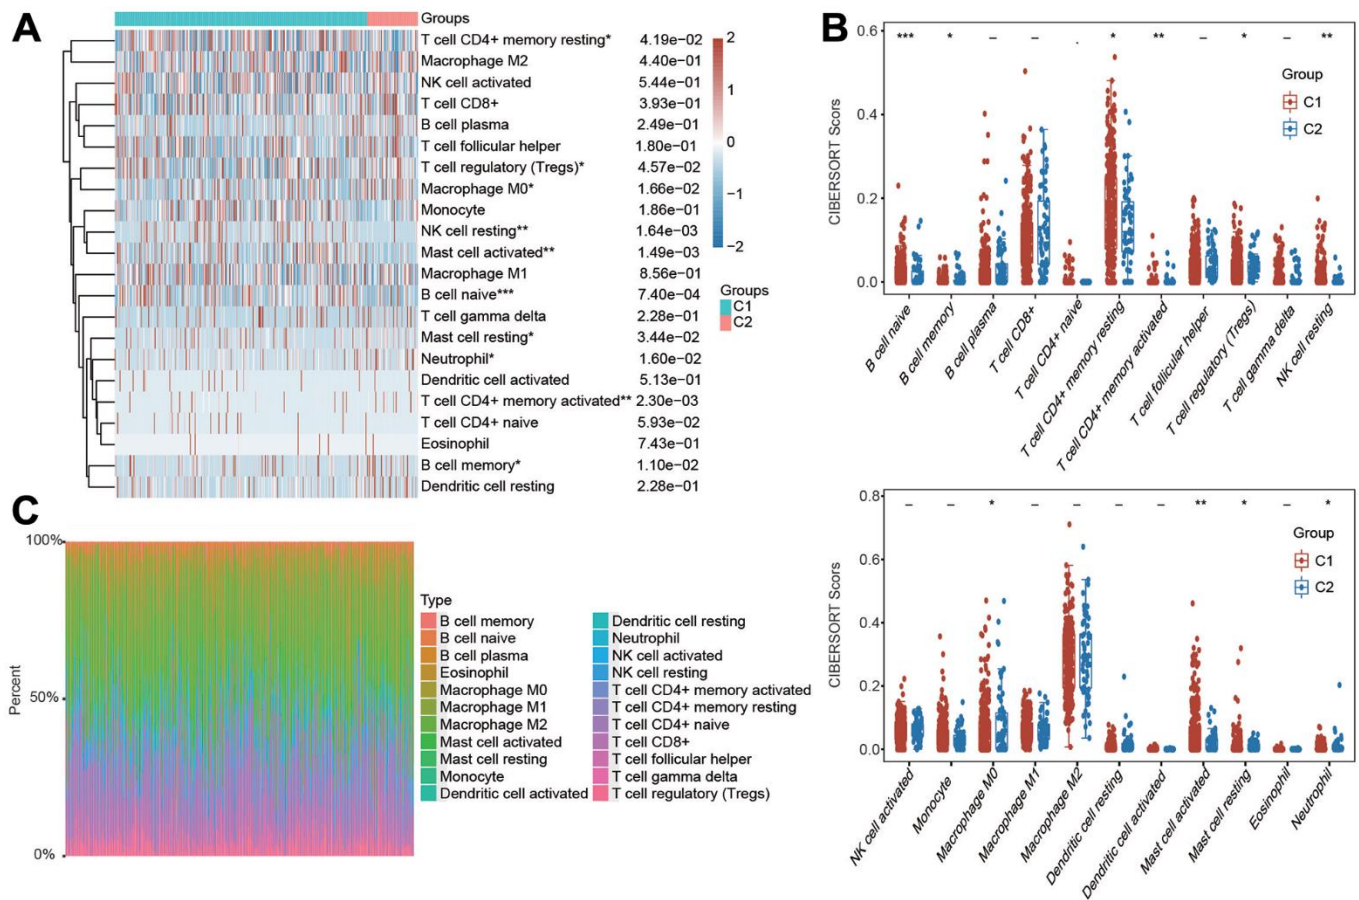 A
Groups
T cell CD4+ memory resting* 4.19e−02
Macrophage M2 4.40e−01
NK cell activated 5.44e−01
T cell CD8+ 3.93e−01
B cell plasma 2.49e−01
T cell follicular helper 1.80e−01
T cell regulatory (Tregs)* 4.57e−02
Macrophage M0* 1.66e−02
Monocyte 1.86e−01
NK cell resting** 1.64e−03
Mast cell activated** 1.49e−03
Macrophage M1 8.56e−01
B cell naive*** 7.40e−04
T cell gamma delta 2.28e−01
Mast cell resting* 3.44e−02
Neutrophil* 1.60e−02
Dendritic cell activated 5.13e−01
T cell CD4+ memory activated** 2.30e−03
T cell CD4+ naive 5.93e−02
Eosinophil 7.43e−01
B cell memory* 1.10e−02
Dendritic cell resting 2.28e−01
2
1
0
−1
−2
Groups
C1
C2
B
CIBERSORT Scors
0.6
0.4
0.2
0.0
*** * – – . * ** – * – **
Group
C1
C2
B cell naive
B cell memory
B cell plasma
T cell CD8+
T cell CD4+ naive
T cell CD4+ memory resting
T cell CD4+ memory activated
T cell follicular helper
T cell regulatory (Tregs)
T cell gamma delta
NK cell resting
CIBERSORT Scors
0.8
0.6
0.4
0.2
0.0
– – * – – – – ** * – *
Group
C1
C2
NK cell activated
Monocyte
Macrophage M0
Macrophage M1
Macrophage M2
Dendritic cell resting
Dendritic cell activated
Mast cell activated
Mast cell resting
Eosinophil
Neutrophil
C
Percent
100%
50%
0%
Type
B cell memory
B cell naive
B cell plasma
Eosinophil
Macrophage M0
Macrophage M1
Macrophage M2
Mast cell activated
Mast cell resting
Monocyte
Dendritic cell activated
Dendritic cell resting
Neutrophil
NK cell activated
NK cell resting
T cell CD4+ memory activated
T cell CD4+ memory resting
T cell CD4+ naive
T cell CD8+
T cell follicular helper
T cell gamma delta
T cell regulatory (Tregs)